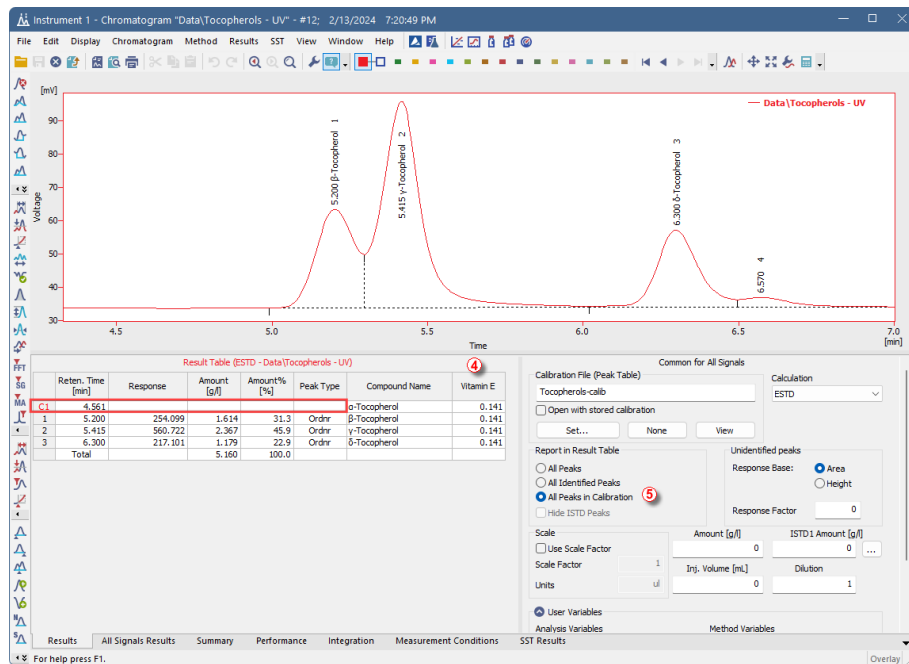 Instrument 1 - Chromatogram "Data\Tocopherols - UV" - #12; 2/13/2024 7:20:49 PM
File Edit Display Chromatogram Method Results SST View Window Help
[mV]
Data\Tocopherols - UV
90
80
70
60
50
40
30
Voltage
5.200 β-Tocopherol 1
5.415 γ-Tocopherol 2
6.300 δ-Tocopherol 3
6.570 4
4.5 5.0 5.5 6.0 6.5 7.0
Time
[min]
FFT
SG
MA
Result Table (ESTD - Data\Tocopherols - UV)
4
Reten. Time [min] Response Amount [g/l] Amount% [%] Peak Type Compound Name Vitamin E
C1 4.561 α-Tocopherol 0.141
1 5.200 254.099 1.614 31.3 Ordnr β-Tocopherol 0.141
2 5.415 560.722 2.367 45.9 Ordnr γ-Tocopherol 0.141
3 6.300 217.101 1.179 22.9 Ordnr δ-Tocopherol 0.141
Total 5.160 100.0
Common for All Signals
Calibration File (Peak Table)
Tocopherols-calib
Open with stored calibration
Set... None View
Calculation
ESTD
Report in Result Table
All Peaks
All Identified Peaks
All Peaks in Calibration 5
Hide ISTD Peaks
Unidentified peaks
Response Base: Area
Height
Response Factor 0
Scale
Use Scale Factor
Scale Factor 1
Units ul
Amount [g/l] ISTD1 Amount [g/l]
0 0 ...
Inj. Volume [mL] Dilution
0 1
User Variables
Analysis Variables Method Variables
Results All Signals Results Summary Performance Integration Measurement Conditions SST Results
For help press F1. Overlay